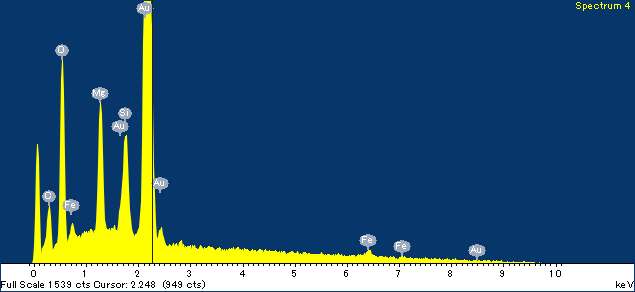 Spectrum 4
Au
O
Mg
Si
Au
Au
C
Fe
Fe
Fe
Au
0 1 2 3 4 5 6 7 8 9 10
Full Scale 1539 cts Cursor: 2.248 (949 cts) keV